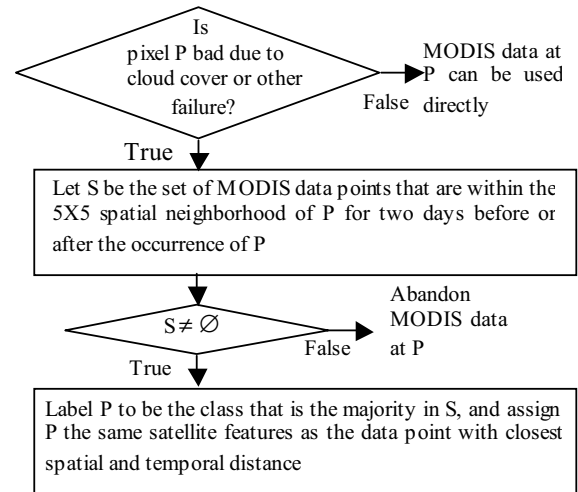 Is
pixel P bad due to
cloud cover or other
failure?
MODIS data at
P can be used
directly
False
True
Let S be the set of MODIS data points that are within the
5X5 spatial neighborhood of P for two days before or
after the occurrence of P
S ≠ ∅
Abandon
MODIS data
at P
False
True
Label P to be the class that is the majority in S, and assign
P the same satellite features as the data point with closest
spatial and temporal distance